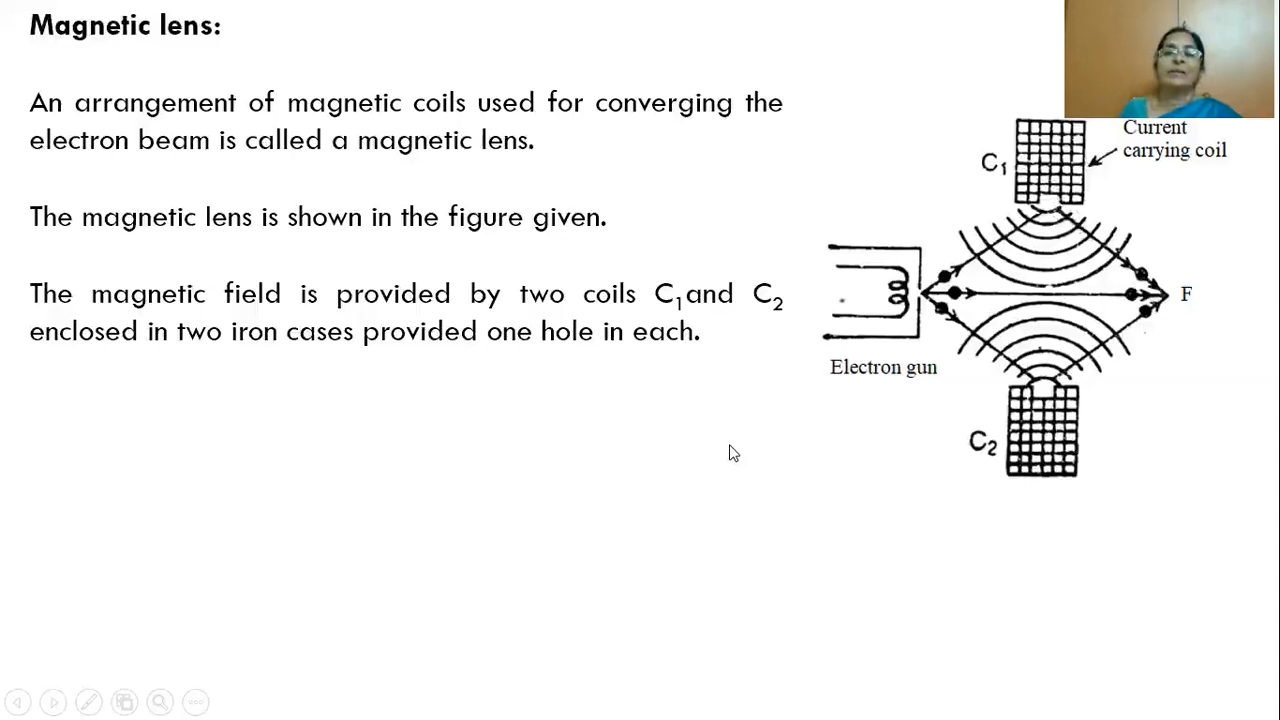 Magnetic lens:
An arrangement of magnetic coils used for converging the
electron beam is called a magnetic lens.
The magnetic lens is shown in the figure given.
The magnetic field is provided by two coils C₁and C₂
enclosed in two iron cases provided one hole in each.
Current
carrying coil
C₁
F
Electron gun
C₂